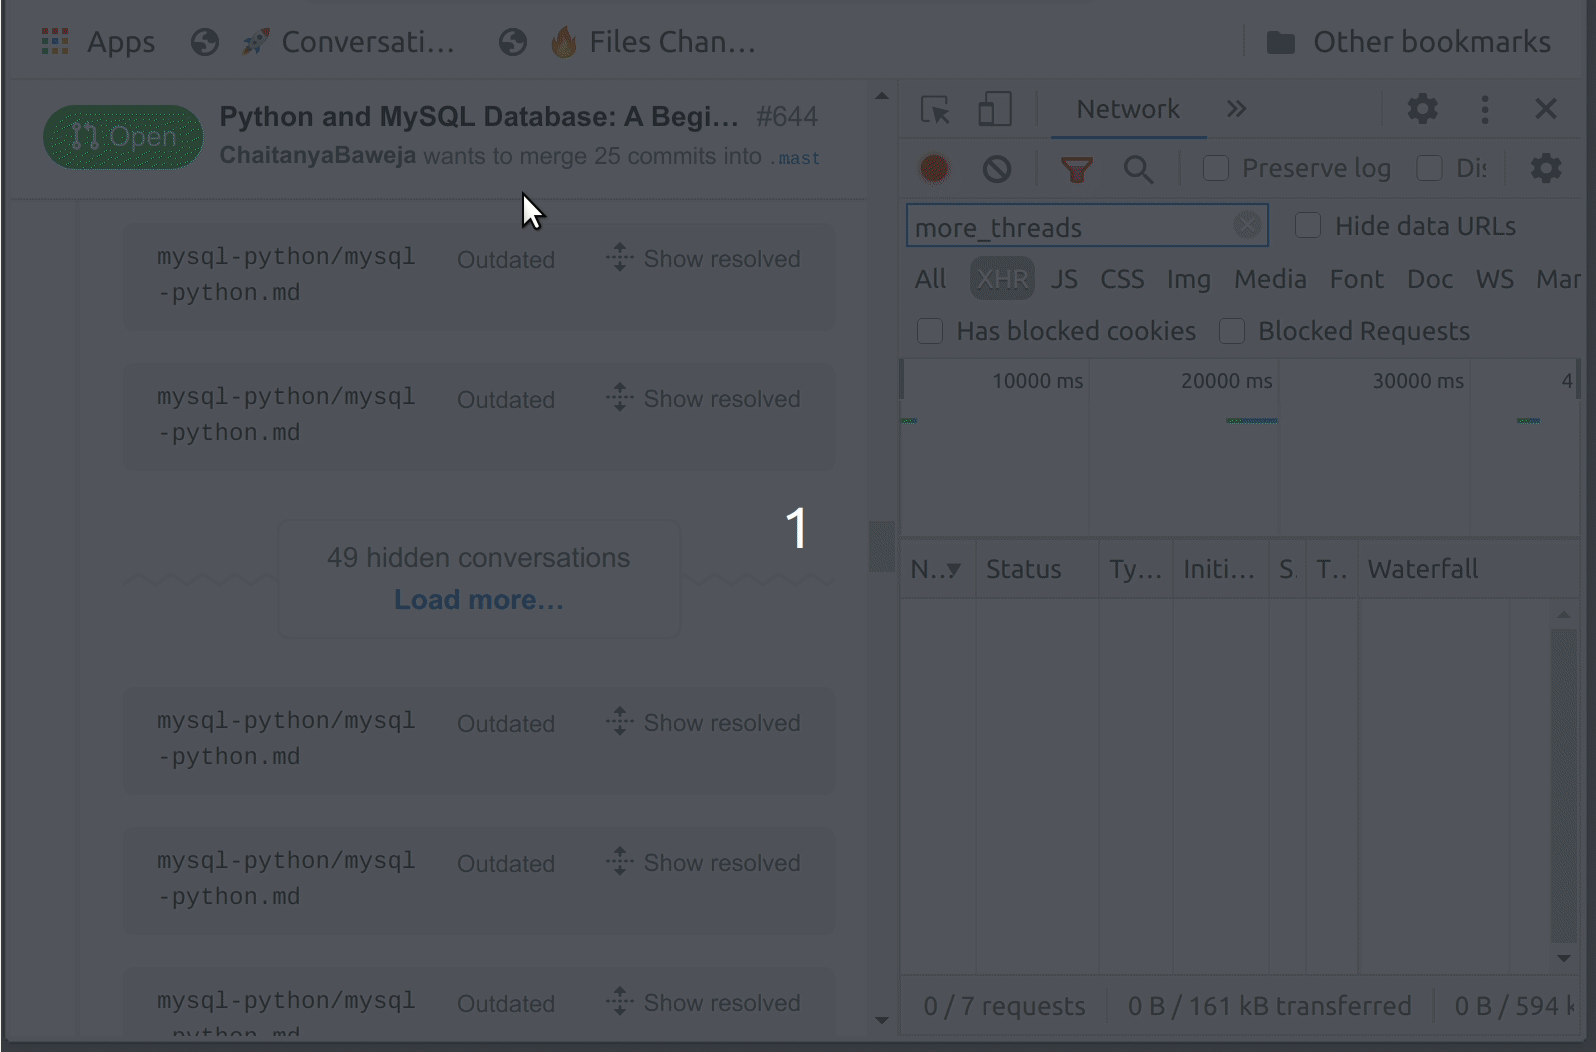 Apps
Conversati…
Files Chan…
Other bookmarks
Open
Python and MySQL Database: A Begi… #644
ChaitanyaBaweja wants to merge 25 commits into .mast
mysql-python/mysql
-python.md
Outdated
Show resolved
mysql-python/mysql
-python.md
Outdated
Show resolved
49 hidden conversations
Load more…
mysql-python/mysql
-python.md
Outdated
Show resolved
mysql-python/mysql
-python.md
Outdated
Show resolved
mysql-python/mysql
-python.md
Outdated
Show resolved
1
Network
Preserve log
Dis
more_threads
Hide data URLs
All XHR JS CSS Img Media Font Doc WS Man
Has blocked cookies
Blocked Requests
10000 ms 20000 ms 30000 ms 4
N… Status Ty… Initi… S. T.. Waterfall
0 / 7 requests 0 B / 161 kB transferred 0 B / 594 k